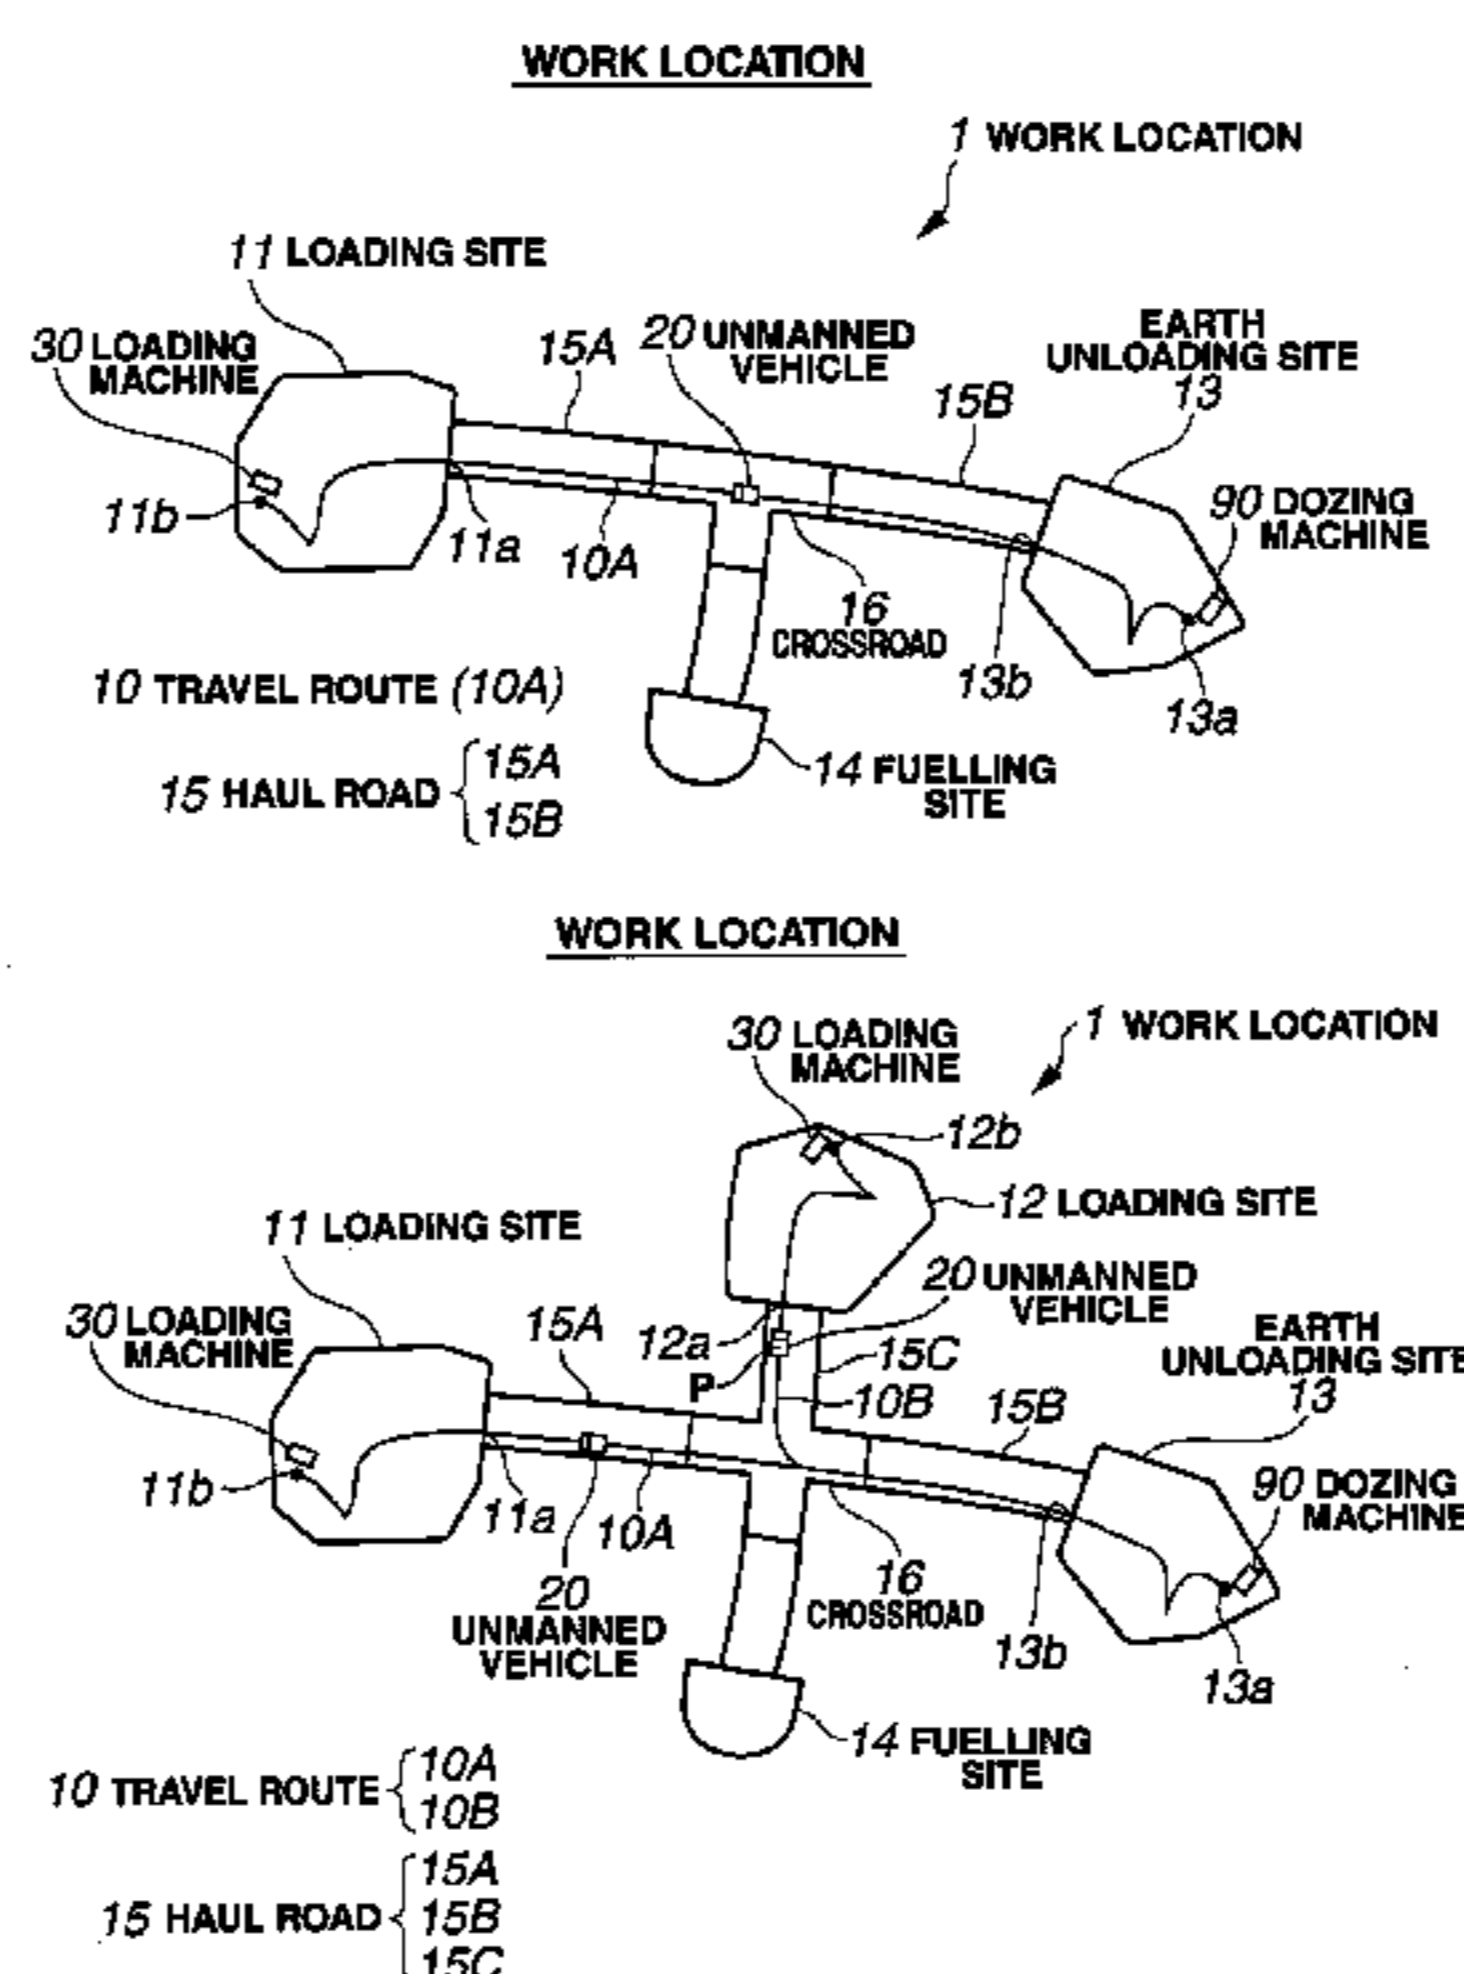 WORK LOCATION
1 WORK LOCATION
11 LOADING SITE
30 LOADING
MACHINE
15A
20 UNMANNED
VEHICLE
EARTH
UNLOADING SITE
13
15B
90 DOZING
MACHINE
11b
11a
10A
16
CROSSROAD
13b
13a
10 TRAVEL ROUTE (10A)
15 HAUL ROAD
15A
15B
14 FUELLING
SITE
WORK LOCATION
1 WORK LOCATION
30 LOADING
MACHINE
12b
12 LOADING SITE
11 LOADING SITE
20 UNMANNED
VEHICLE
30 LOADING
MACHINE
15A
12a
P
15C
10B
15B
EARTH
UNLOADING SITE
13
90 DOZING
MACHINE
11b
11a
10A
20
UNMANNED
VEHICLE
16
CROSSROAD
13b
13a
14 FUELLING
SITE
10 TRAVEL ROUTE
10A
10B
15 HAUL ROAD
15A
15B
15C